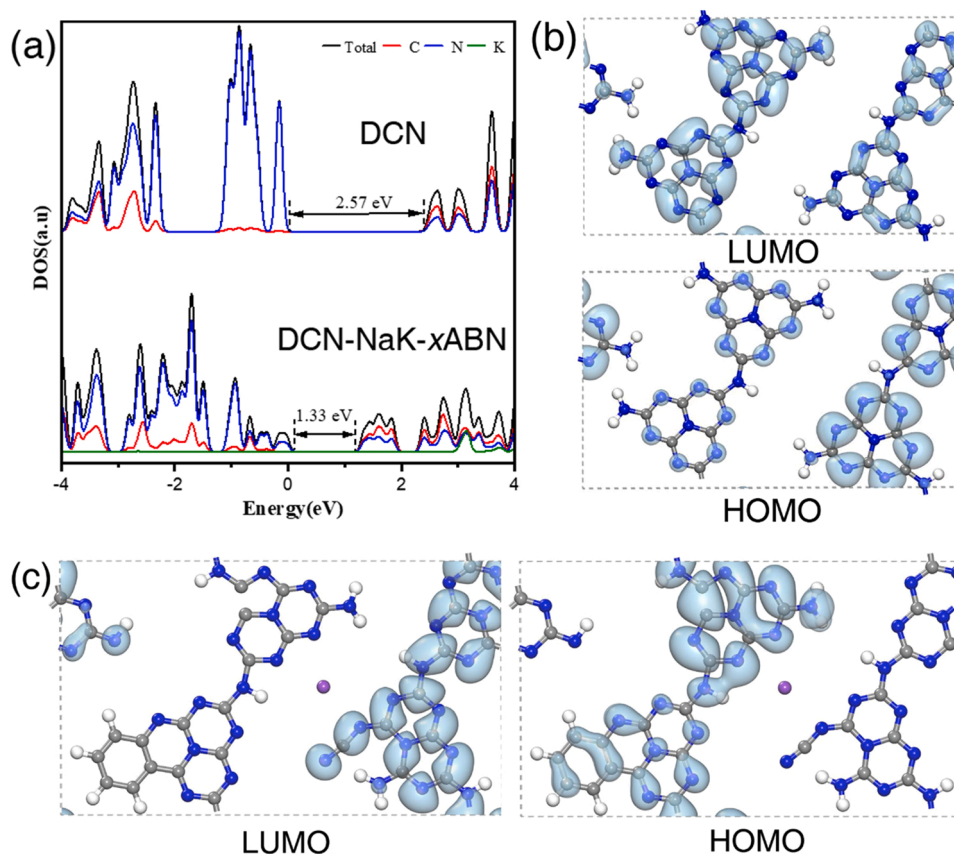 (a)
Total C N K
DCN
2.57 eV
DCN-NaK-xABN
1.33 eV
DOS(a.u)
-4 -2 0 2 4
Energy(eV)
(b)
LUMO
HOMO
(c)
LUMO
HOMO